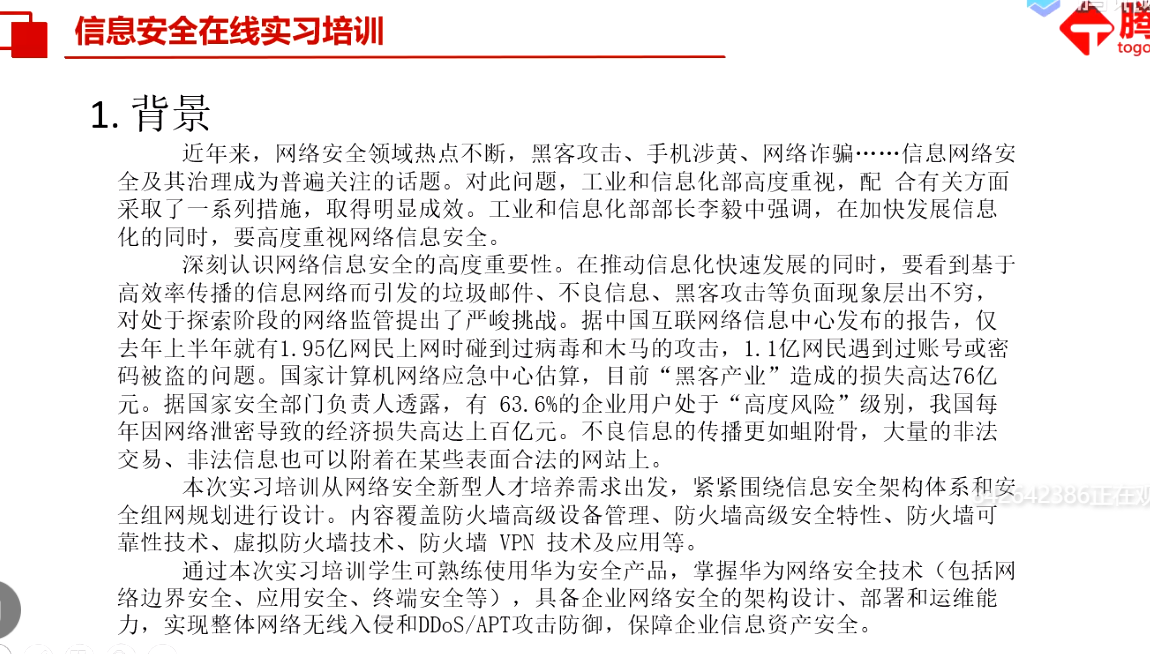 信息安全在线实习培训
腾
togo
1. 背景
近年来，网络安全领域热点不断，黑客攻击、手机涉黄、网络诈骗……信息网络安
全及其治理成为普遍关注的话题。对此问题，工业和信息化部高度重视，配 合有关方面
采取了一系列措施，取得明显成效。工业和信息化部部长李毅中强调，在加快发展信息
化的同时，要高度重视网络信息安全。
深刻认识网络信息安全的高度重要性。在推动信息化快速发展的同时，要看到基于
高效率传播的信息网络而引发的垃圾邮件、不良信息、黑客攻击等负面现象层出不穷，
对处于探索阶段的网络监管提出了严峻挑战。据中国互联网络信息中心发布的报告，仅
去年上半年就有1.95亿网民上网时碰到过病毒和木马的攻击，1.1亿网民遇到过账号或密
码被盗的问题。国家计算机网络应急中心估算，目前“黑客产业”造成的损失高达76亿
元。据国家安全部门负责人透露，有 63.6%的企业用户处于“高度风险”级别，我国每
年因网络泄密导致的经济损失高达上百亿元。不良信息的传播更如蛆附骨，大量的非法
交易、非法信息也可以附着在某些表面合法的网站上。
本次实习培训从网络安全新型人才培养需求出发，紧紧围绕信息安全架构体系和安
642642386正在观
全组网规划进行设计。内容覆盖防火墙高级设备管理、防火墙高级安全特性、防火墙可
靠性技术、虚拟防火墙技术、防火墙 VPN 技术及应用等。
通过本次实习培训学生可熟练使用华为安全产品，掌握华为网络安全技术（包括网
络边界安全、应用安全、终端安全等），具备企业网络安全的架构设计、部署和运维能
力，实现整体网络无线入侵和DDoS/APT攻击防御，保障企业信息资产安全。